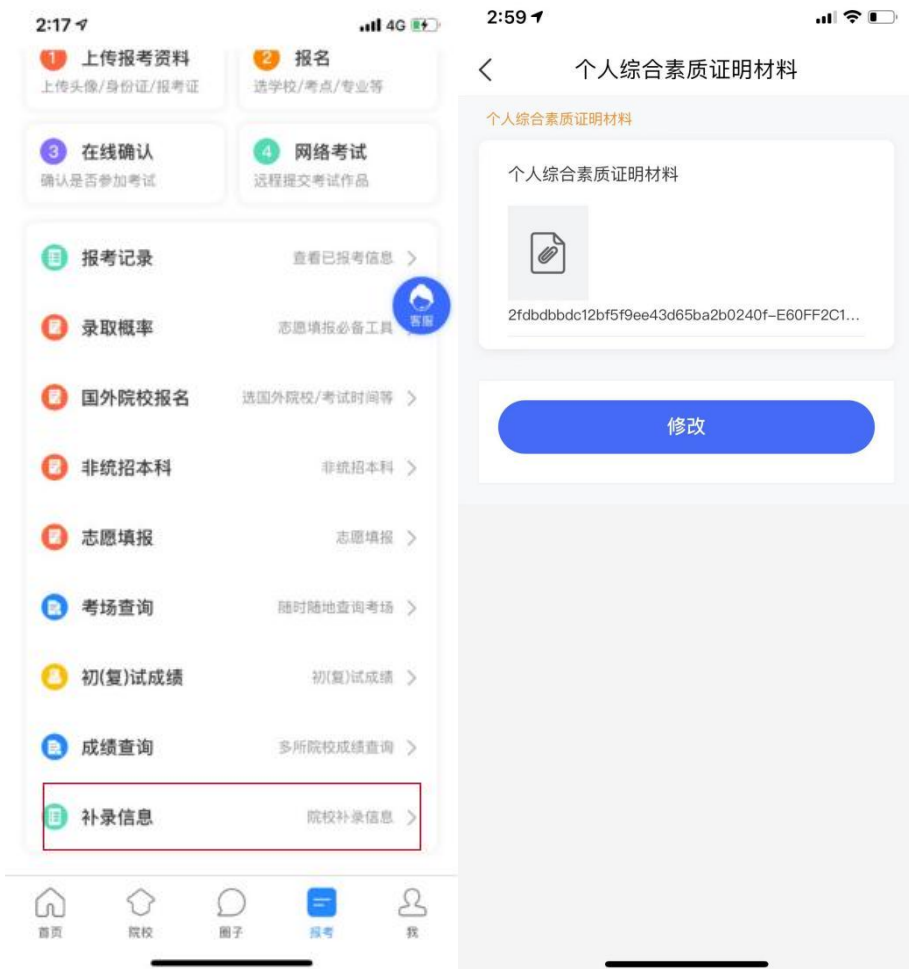 2:17
4G
1 上传报考资料
上传头像/身份证/报考证
2 报名
选学校/考点/专业等
3 在线确认
确认是否参加考试
4 网络考试
远程提交考试作品
报考记录 查看已报考信息
客服
录取概率 志愿填报必备工具
国外院校报名 选国外院校/考试时间等
非统招本科 非统招本科
志愿填报 志愿填报
考场查询 随时随地查询考场
初(复)试成绩 初(复)试成绩
成绩查询 多所院校成绩查询
补录信息 院校补录信息
首页 院校 圈子 报考 我
2:59
个人综合素质证明材料
个人综合素质证明材料
个人综合素质证明材料
2fdbdbbdc12bf5f9ee43d65ba2b0240f-E60FF2C1...
修改